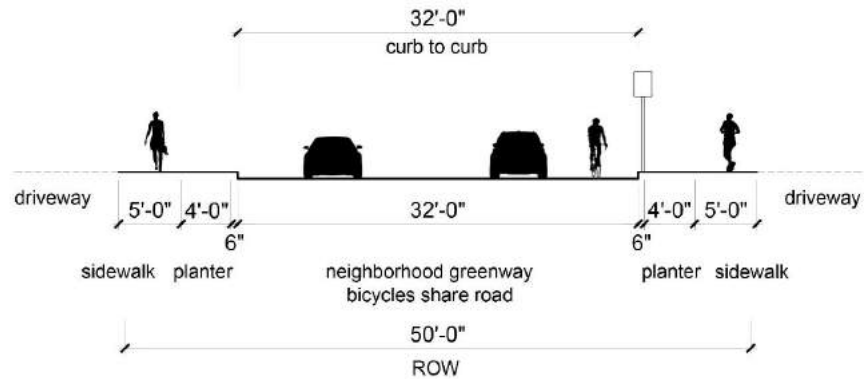 32'-0"
curb to curb
driveway
5'-0" 4'-0" 32'-0" 4'-0" 5'-0"
driveway
6" 6"
sidewalk planter neighborhood greenway planter sidewalk
bicycles share road
50'-0"
ROW